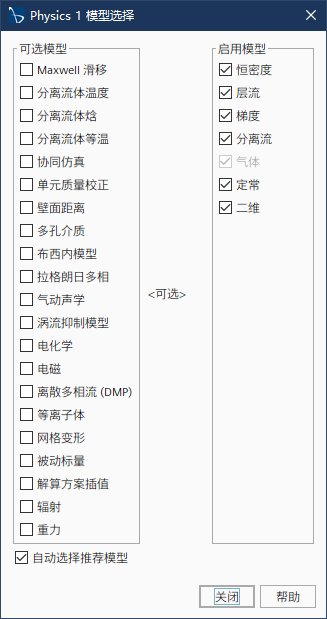 Physics 1 模型选择
可选模型
Maxwell 滑移
分离流体温度
分离流体焓
分离流体等温
协同仿真
单元质量校正
壁面距离
多孔介质
布西内模型
拉格朗日多相
气动声学
涡流抑制模型
电化学
电磁
离散多相流 (DMP)
等离子体
网格变形
被动标量
解算方案插值
辐射
重力
<可选>
启用模型
恒密度
层流
梯度
分离流
气体
定常
二维
自动选择推荐模型
关闭
帮助